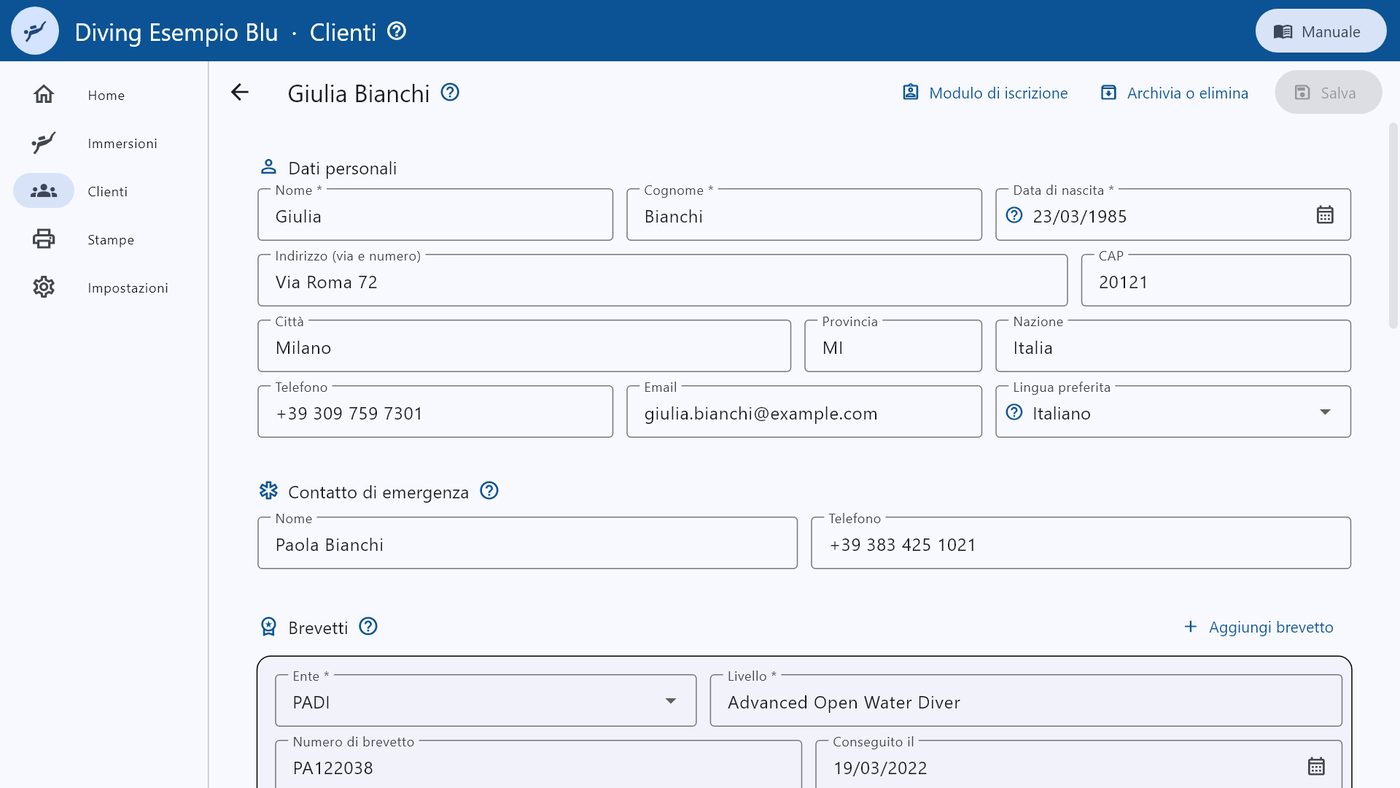 Diving Esempio Blu · Clienti
Manuale
Home
Immersioni
Clienti
Stampe
Impostazioni
Giulia Bianchi
Modulo di iscrizione
Archivia o elimina
Salva
Dati personali
Nome *
Giulia
Cognome *
Bianchi
Data di nascita *
23/03/1985
Indirizzo (via e numero)
Via Roma 72
CAP
20121
Città
Milano
Provincia
MI
Nazione
Italia
Telefono
+39 309 759 7301
Email
giulia.bianchi@example.com
Lingua preferita
Italiano
Contatto di emergenza
Nome
Paola Bianchi
Telefono
+39 383 425 1021
Brevetti
+ Aggiungi brevetto
Ente *
PADI
Livello *
Advanced Open Water Diver
Numero di brevetto
PA122038
Conseguito il
19/03/2022